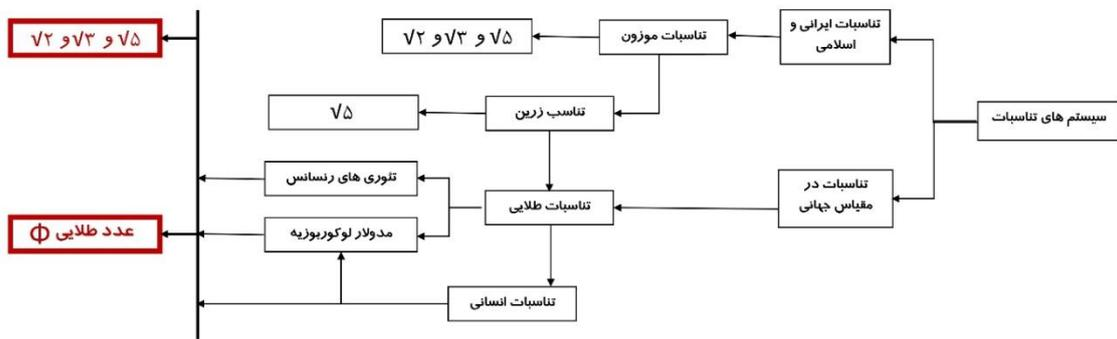 سیستم های تناسبات
تناسبات ایرانی و
اسلامی
تناسبات موزون
√۲ و √۳ و √۵
√۲ و √۳ و √۵
تناسب زرین
√۵
تناسبات در
مقیاس جهانی
تناسبات طلایی
تئوری های رنسانس
مدولار لوکوربوزیه
عدد طلایی Φ
تناسبات انسانی